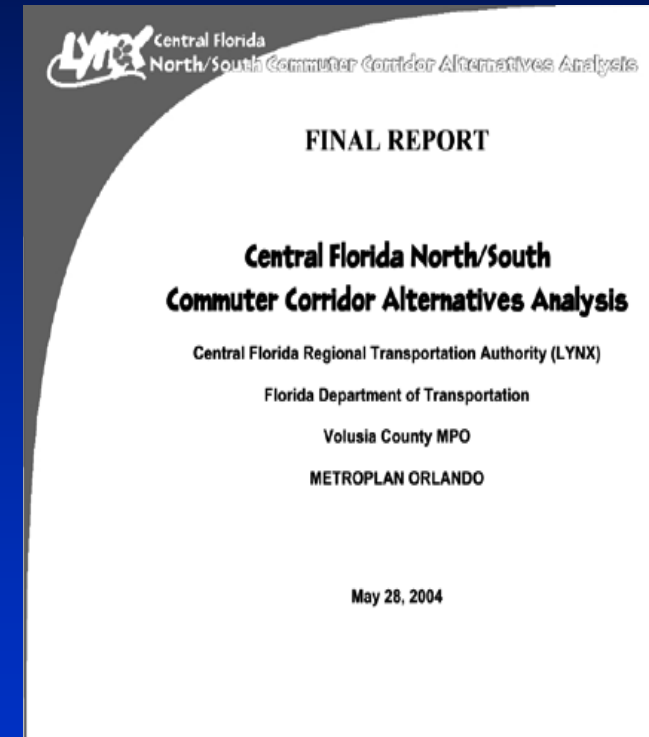 LYNX Central Florida
North/South Commuter Corridor Alternatives Analysis
FINAL REPORT
Central Florida North/South
Commuter Corridor Alternatives Analysis
Central Florida Regional Transportation Authority (LYNX)
Florida Department of Transportation
Volusia County MPO
METROPLAN ORLANDO
May 28, 2004